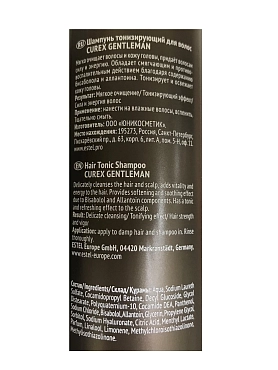 RU Шампунь тонизирующий для волос
CUREX GENTLEMAN
Мягко очищает волосы и кожу головы, придаёт волосам
силу и энергию. Обладает смягчающим и противо-
воспалительным действием благодаря содержанию
бисаболола и аллантоина. Тонизирует и освежает
кожу.
Результат: Мягкое очищение/ Тонизирующий эффект/
Сила и энергия волос
Применение: нанести на влажные волосы, вспенить.
Тщательно смыть.
Изготовитель: ООО «ЮНИКОСМЕТИК».
Место нахождения: 195273, Россия, Санкт-Петербург,
Пискарёвский пр., д. 63, кв. 61, лит. А, пом. 5-Н, оф. 11.
www.estel.pro
EN Hair Tonic Shampoo
CUREX GENTLEMAN
Delicately cleanses the hair and scalp, adds vitality
and energy to the hair. Provides softening and soothing effect
due to Bisabolol and Allantoin components. Has a tonic
and refreshing effect to the scalp.
Result: Delicate cleansing/ Tonifying effect/ Hair strength
and vigor
Application: apply to damp hair and shampoo in. Rinse
thoroughly.
ESTEL Europe GmbH, 04420 Markranstädt, Germany,
www.estel-europe.com
Состав/Ingredients/Склад/Құрамы: Aqua, Sodium Laureth
Sulfate, Cocamidopropyl Betaine, Decyl Glucoside, Glycol
Distearate, Polyquaternium-10, Cocamide DEA, Panthenol,
Sodium Chloride, Bisabolol, Allantoin, Glycerin, Propylene Glycol,
Sorbitol, Sodium Hyaluronate, Citric Acid, Menthyl Lactate,
Parfum, Linalool, Limonene, Methylchloroisothiazolinone,
Methylisothiazolinone.